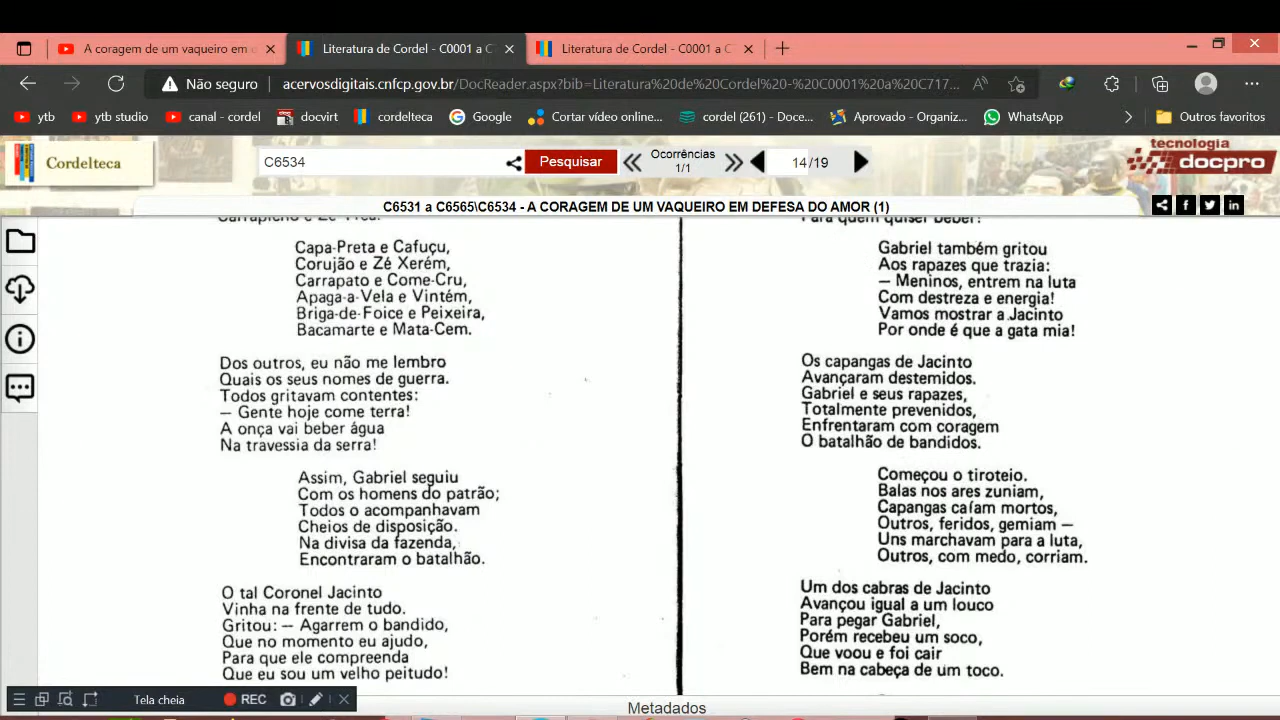 A coragem de um vaqueiro em
Literatura de Cordel - C0001 a C
Literatura de Cordel - C0001 a C
Não seguro
acervosdigitais.cnfcp.gov.br/DocReader.aspx?bib=Literatura%20de%20Cordel%20-%20C0001%20a%20C717...
ytb
ytb studio
canal - cordel
docvirt
cordelteca
Google
Cortar vídeo online...
cordel (261) - Doce...
Aprovado - Organiz...
WhatsApp
Outros favoritos
Cordelteca
C6534
Pesquisar
Ocorrências
1/1
14 /19
tecnologia
docpro
C6531 a C6565\C6534 - A CORAGEM DE UM VAQUEIRO EM DEFESA DO AMOR (1)
Capa-Preta e Cafuçu,
Corujão e Zé Xerém,
Carrapato e Come-Cru,
Apaga-a-Vela e Vintém,
Briga-de-Foice e Peixeira,
Bacamarte e Mata-Cem.
Dos outros, eu não me lembro
Quais os seus nomes de guerra.
Todos gritavam contentes:
— Gente hoje come terra!
A onça vai beber água
Na travessia da serra!
Assim, Gabriel seguiu
Com os homens do patrão;
Todos o acompanhavam
Cheios de disposição.
Na divisa da fazenda,
Encontraram o batalhão.
O tal Coronel Jacinto
Vinha na frente de tudo.
Gritou: — Agarrem o bandido,
Que no momento eu ajudo,
Para que ele compreenda
Que eu sou um velho peitudo!
Para quem quiser beber!
Gabriel também gritou
Aos rapazes que trazia:
— Meninos, entrem na luta
Com destreza e energia!
Vamos mostrar a Jacinto
Por onde é que a gata mia!
Os capangas de Jacinto
Avançaram destemidos.
Gabriel e seus rapazes,
Totalmente prevenidos,
Enfrentaram com coragem
O batalhão de bandidos.
Começou o tiroteio.
Balas nos ares zuniam,
Capangas caíam mortos,
Outros, feridos, gemiam —
Uns marchavam para a luta,
Outros, com medo, corriam.
Um dos cabras de Jacinto
Avançou igual a um louco
Para pegar Gabriel,
Porém recebeu um soco,
Que voou e foi cair
Bem na cabeça de um toco.
Tela cheia
REC
Metadados